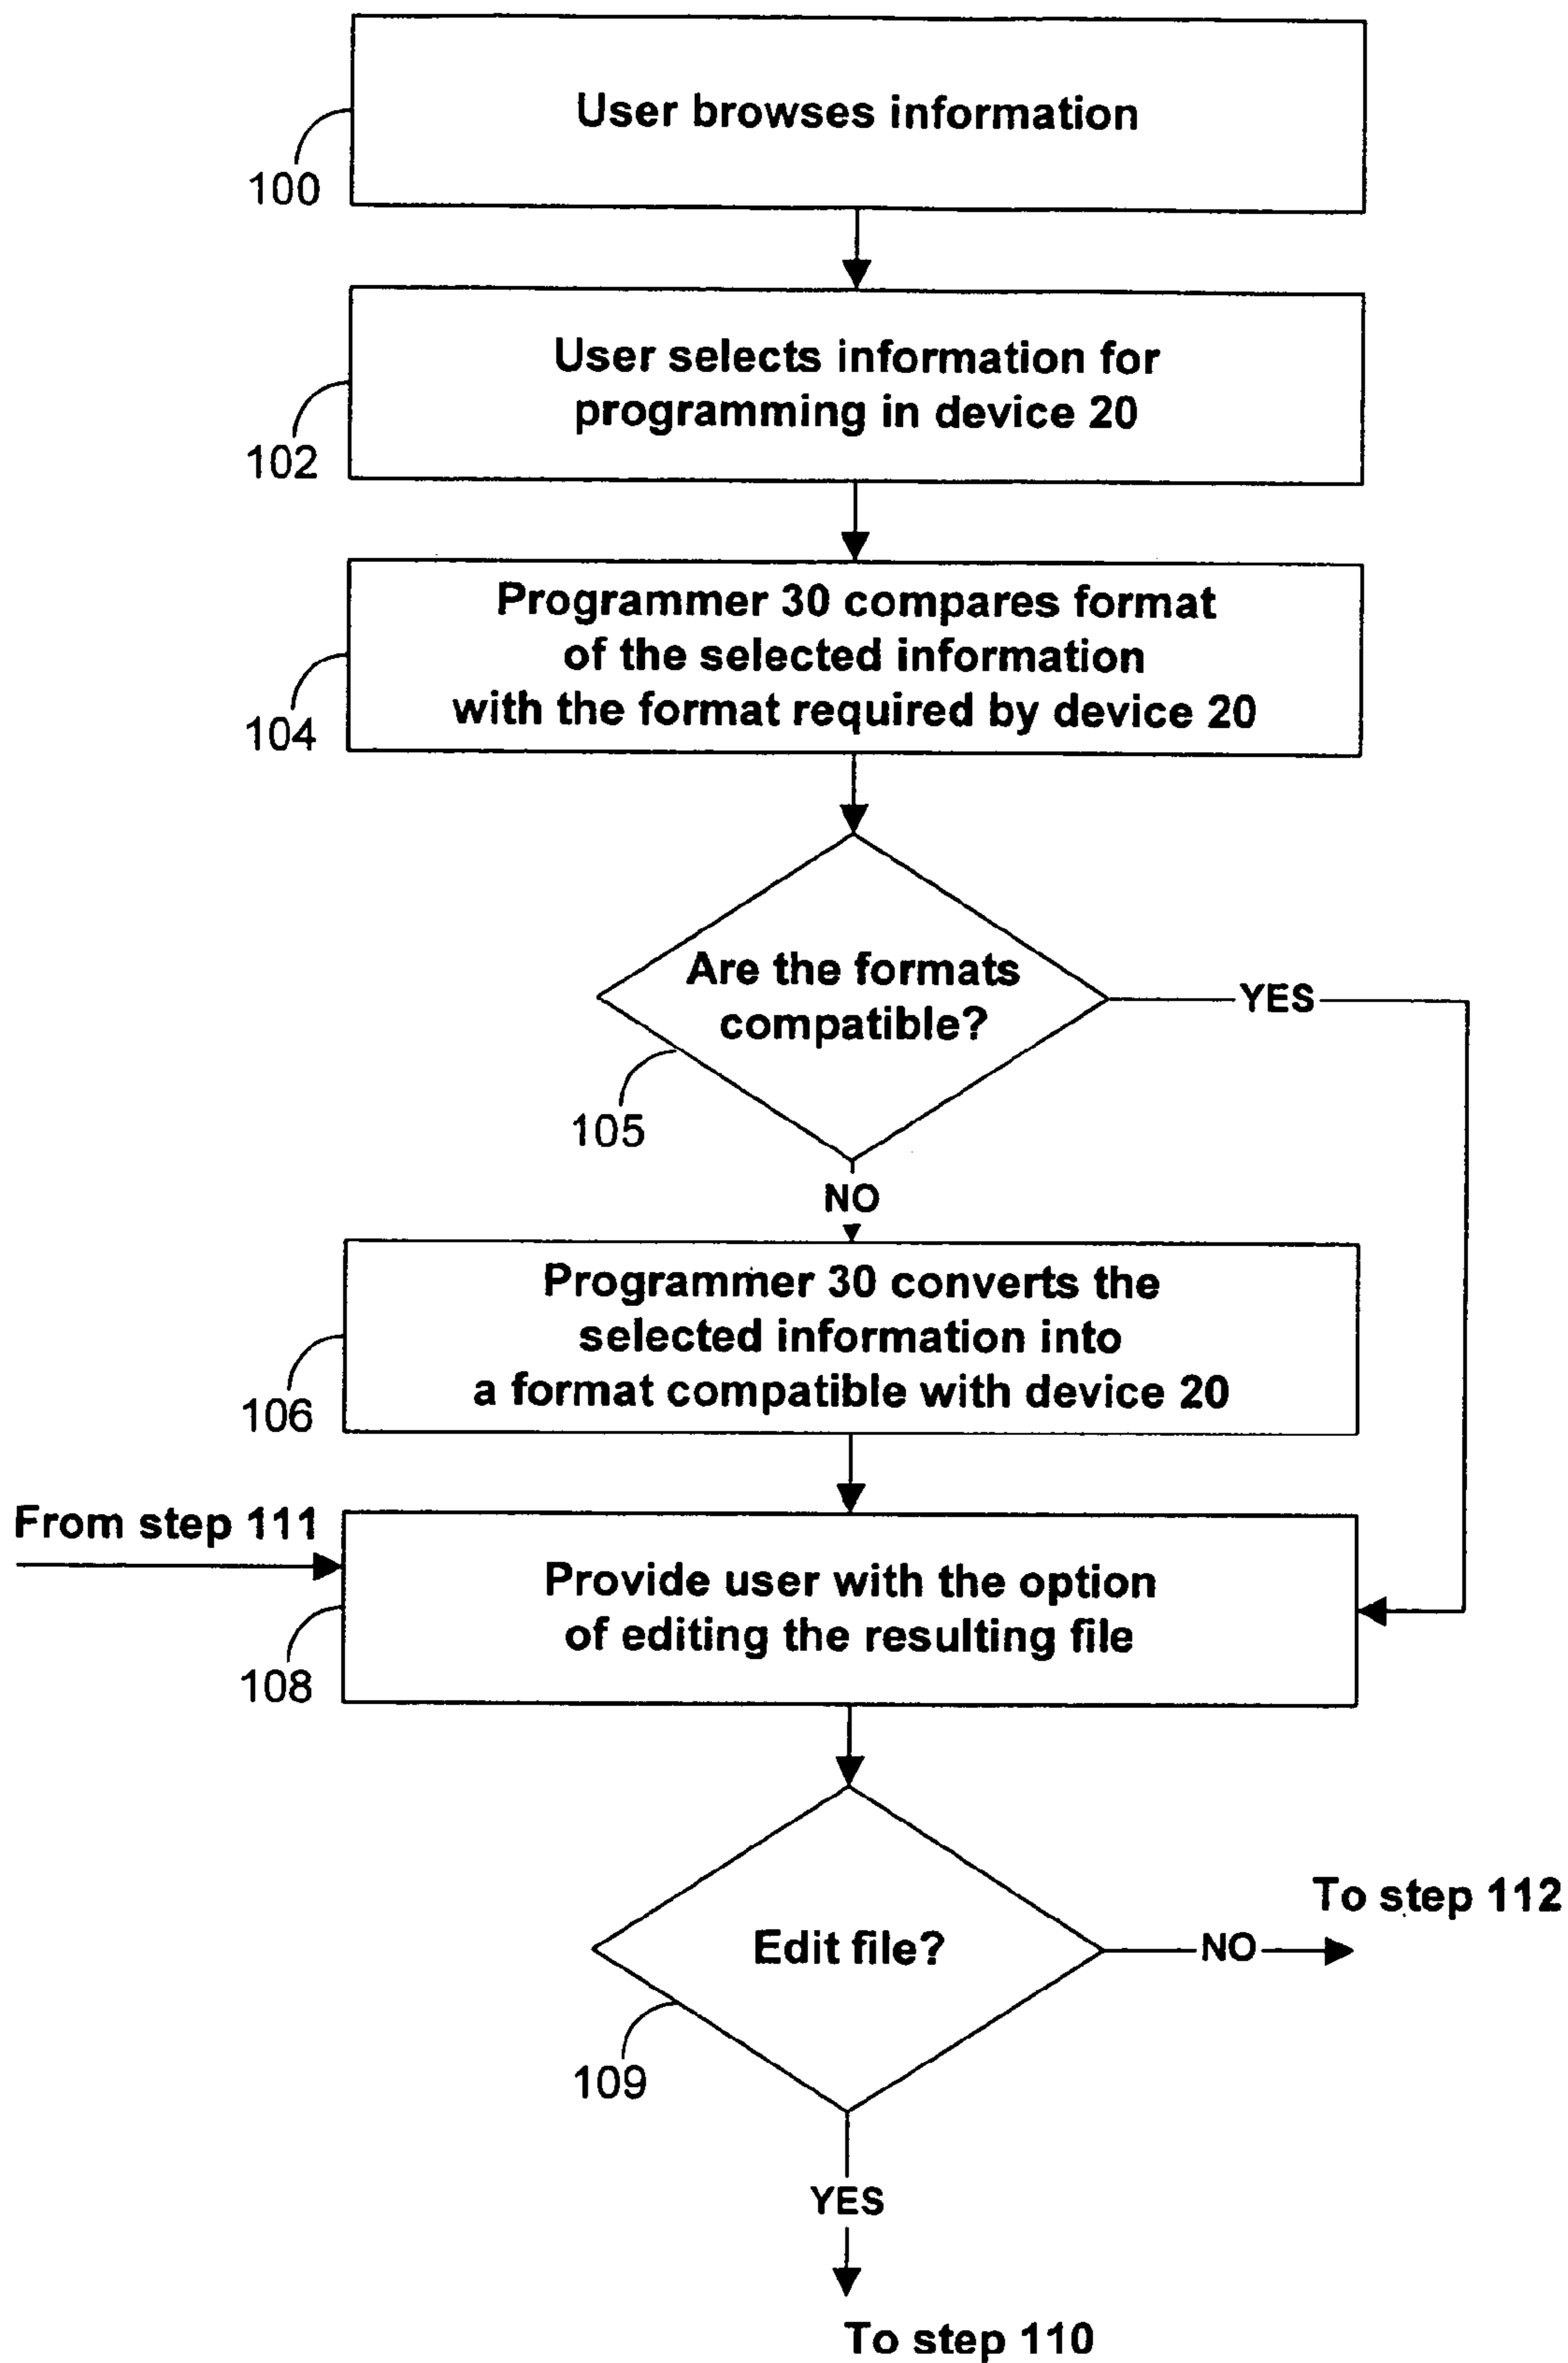 User browses information
100
User selects information for
programming in device 20
102
Programmer 30 compares format
of the selected information
with the format required by device 20
104
Are the formats
compatible?
YES
105
NO
Programmer 30 converts the
selected information into
a format compatible with device 20
106
From step 111
Provide user with the option
of editing the resulting file
108
To step 112
Edit file?
NO
109
YES
To step 110